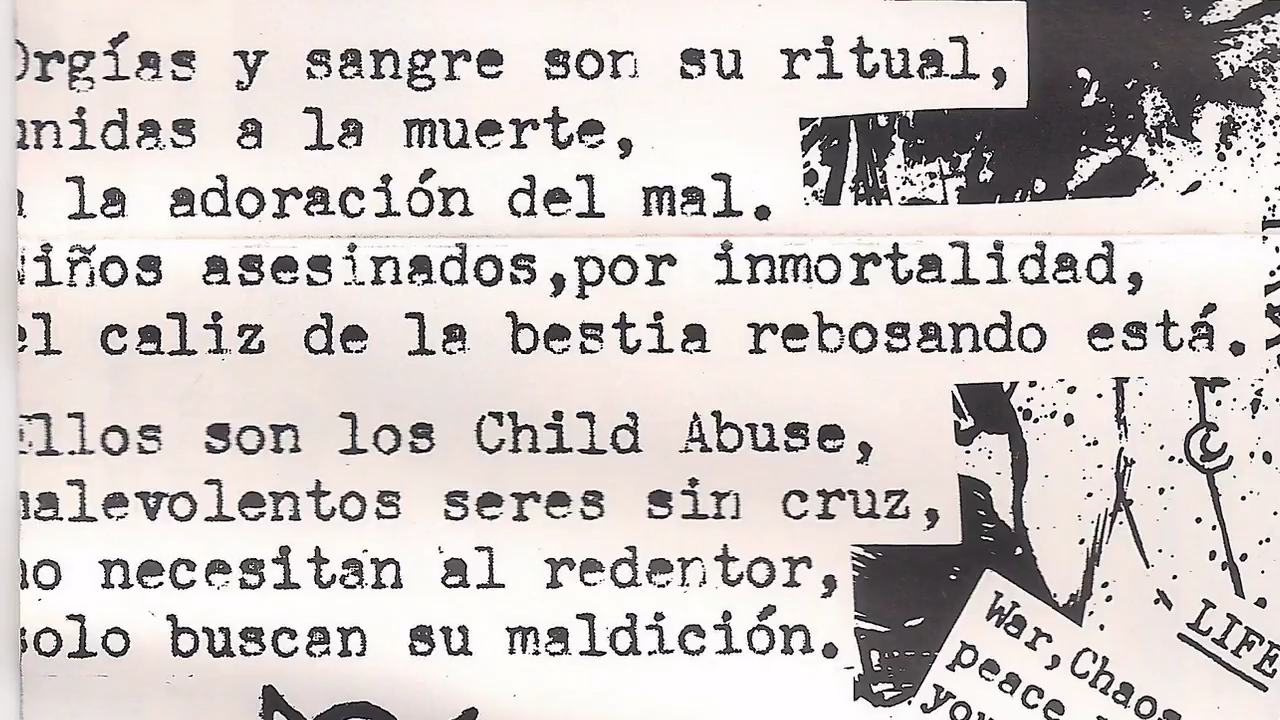 Orgías y sangre son su ritual,
unidas a la muerte,
a la adoración del mal.
Niños asesinados,por inmortalidad,
el caliz de la bestia rebosando está.
Ellos son los Child Abuse,
malevolentos seres sin cruz,
no necesitan al redentor,
solo buscan su maldición.
LIFE
War, Chaos
peace
you